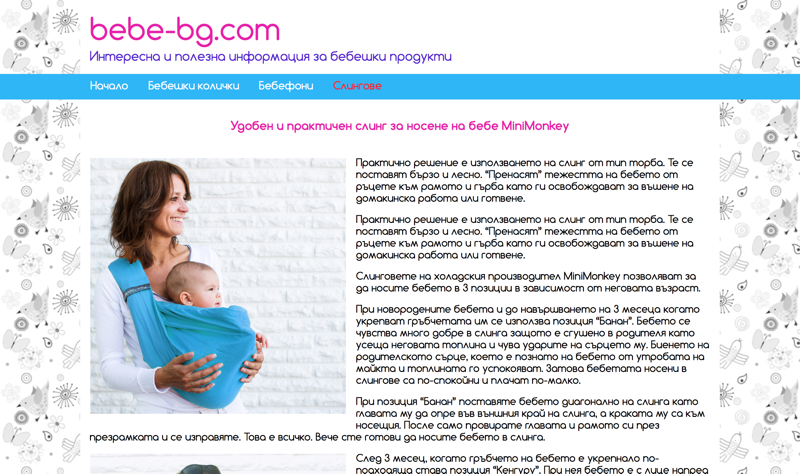 bebe-bg.com
Интересна и полезна информация за бебешки продукти
Начало Бебешки колички Бебефони Слингове
Удобен и практичен слинг за носене на бебе MiniMonkey
Практично решение е използването на слинг от тип торба. Те се
поставят бързо и лесно. “Пренасят” тежестта на бебето от
ръцете към рамото и гърба като ги освобождават за въшене на
домакинска работа или готвене.
Практично решение е използването на слинг от тип торба. Те се
поставят бързо и лесно. “Пренасят” тежестта на бебето от
ръцете към рамото и гърба като ги освобождават за въшене на
домакинска работа или готвене.
Слинговете на холадския производител MiniMonkey позволяват за
да носите бебето в 3 позиции в зависимост от неговата възраст.
При новородените бебета и до навършването на 3 месеца когато
укрепват гръбчетата им се използва позиция “Банан”. Бебето се
чувства много добре в слинга защото е сгушено в родителя като
усеща неговата топлина и чува ударите на сърцето му. Биенето на
родителското сърце, което е познато на бебето от утробата на
майкта и топлината го успокояват. Затова бебетата носени в
слингове са по-спокойни и плачат по-малко.
При позиция “Банан” поставяте бебето диагонално на слинга като
главата му да опре във външния край на слинга, а краката му са към
носещия. После само провирате главата и рамото си през
презрамката и се изправяте. Това е всичко. Вече сте готови да носите бебето в слинга.
След 3 месец, когато гръбчето на бебето е укрепнало по-
подходяща става позиция “Кенгуру”. При нея бебето е с лице напред